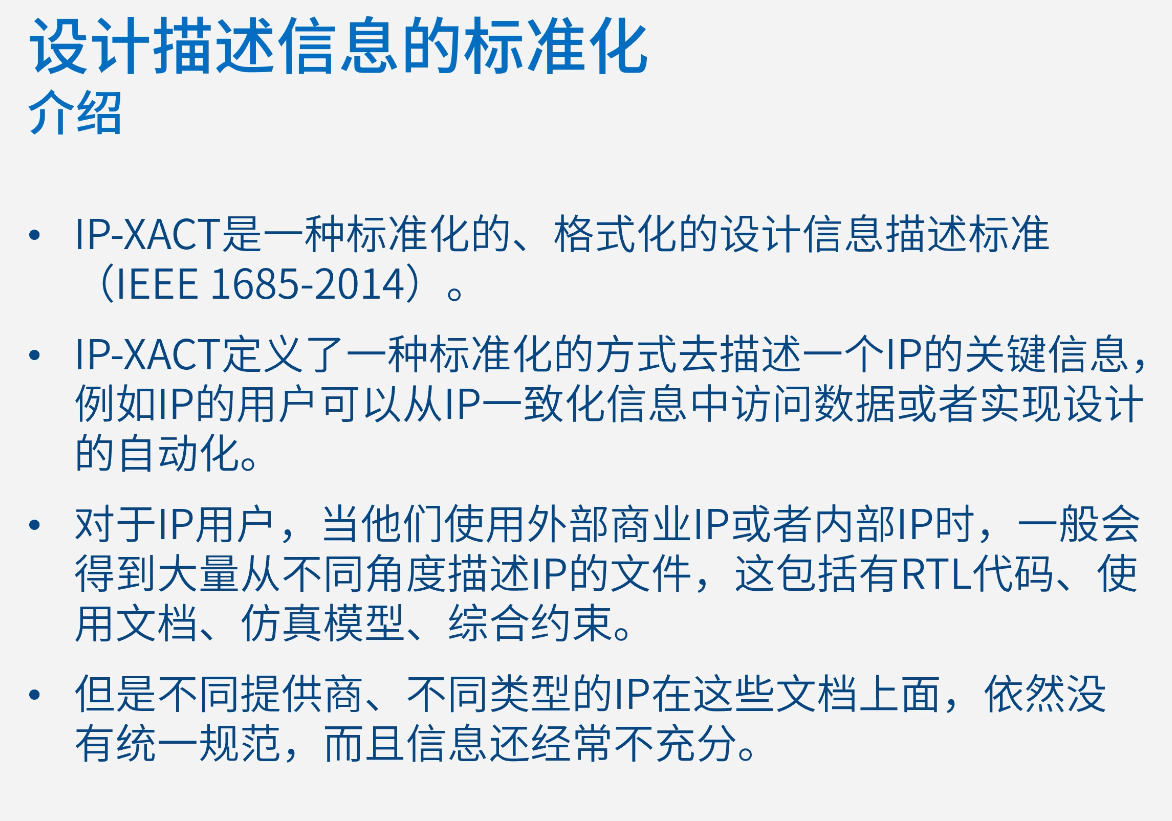 设计描述信息的标准化
介绍
• IP-XACT是一种标准化的、格式化的设计信息描述标准
（IEEE 1685-2014）。
• IP-XACT定义了一种标准化的方式去描述一个IP的关键信息，
例如IP的用户可以从IP一致化信息中访问数据或者实现设计
的自动化。
• 对于IP用户，当他们使用外部商业IP或者内部IP时，一般会
得到大量从不同角度描述IP的文件，这包括有RTL代码、使
用文档、仿真模型、综合约束。
• 但是不同提供商、不同类型的IP在这些文档上面，依然没
有统一规范，而且信息还经常不充分。